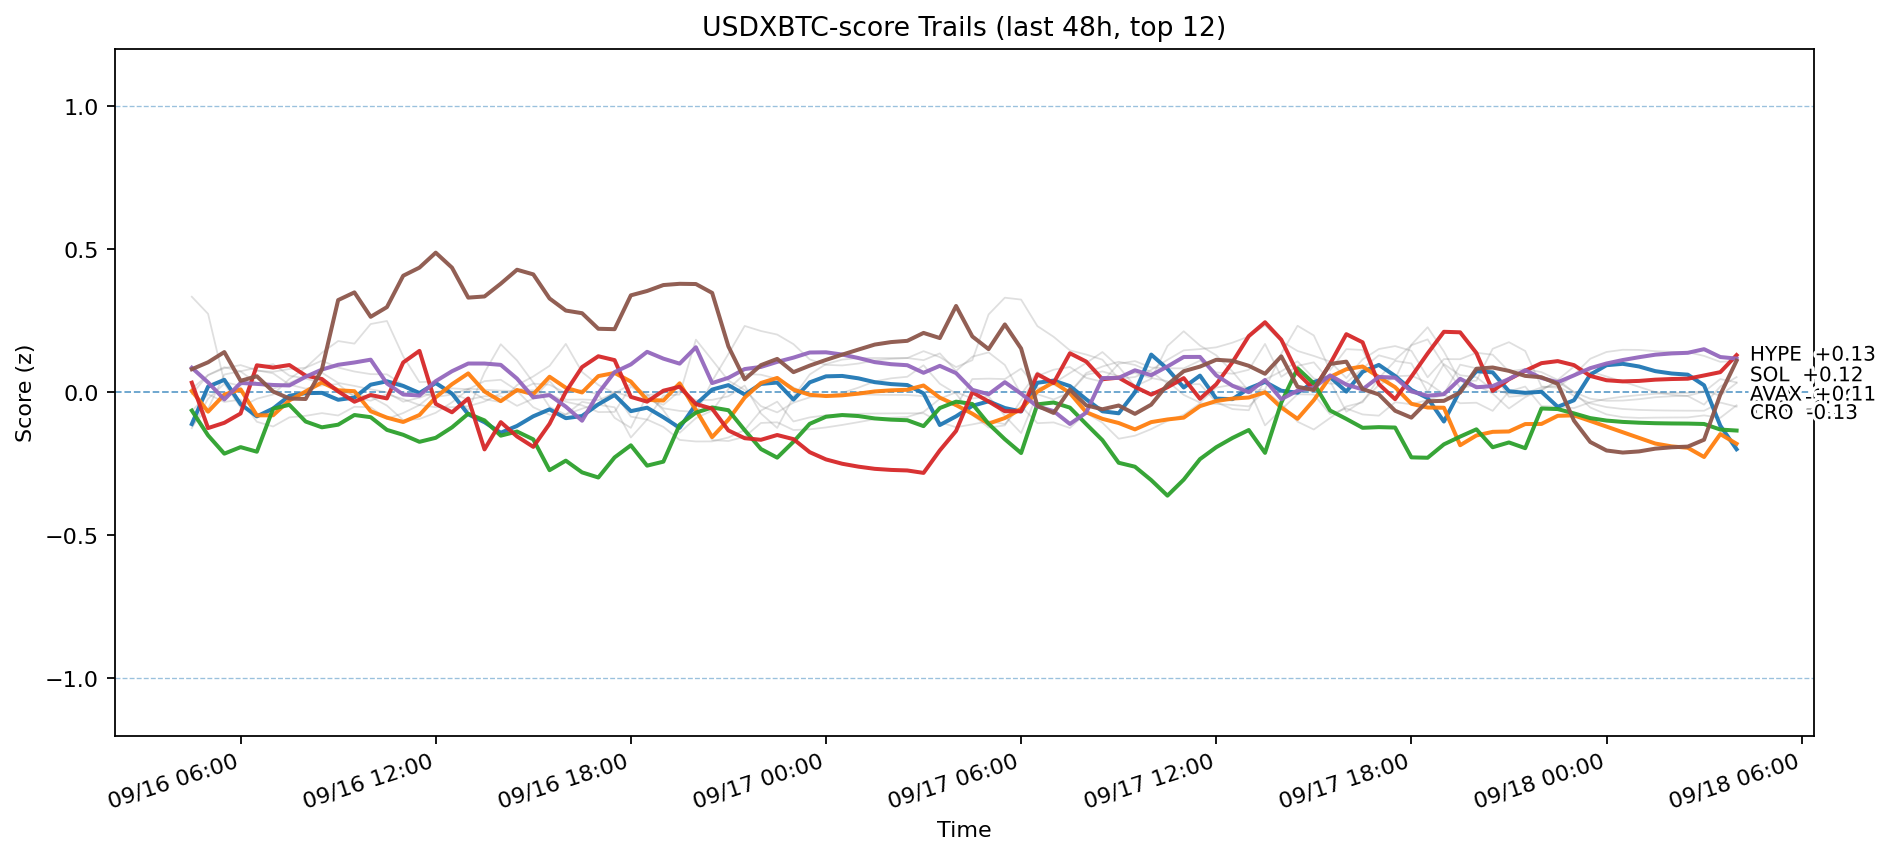 USDXBTC-score Trails (last 48h, top 12)
Score (z)
1.0
0.5
0.0
−0.5
−1.0
HYPE +0.13
SOL +0.12
AVAX +0.11
CRO -0.13
09/16 06:00
09/16 12:00
09/16 18:00
09/17 00:00
09/17 06:00
09/17 12:00
09/17 18:00
09/18 00:00
09/18 06:00
Time